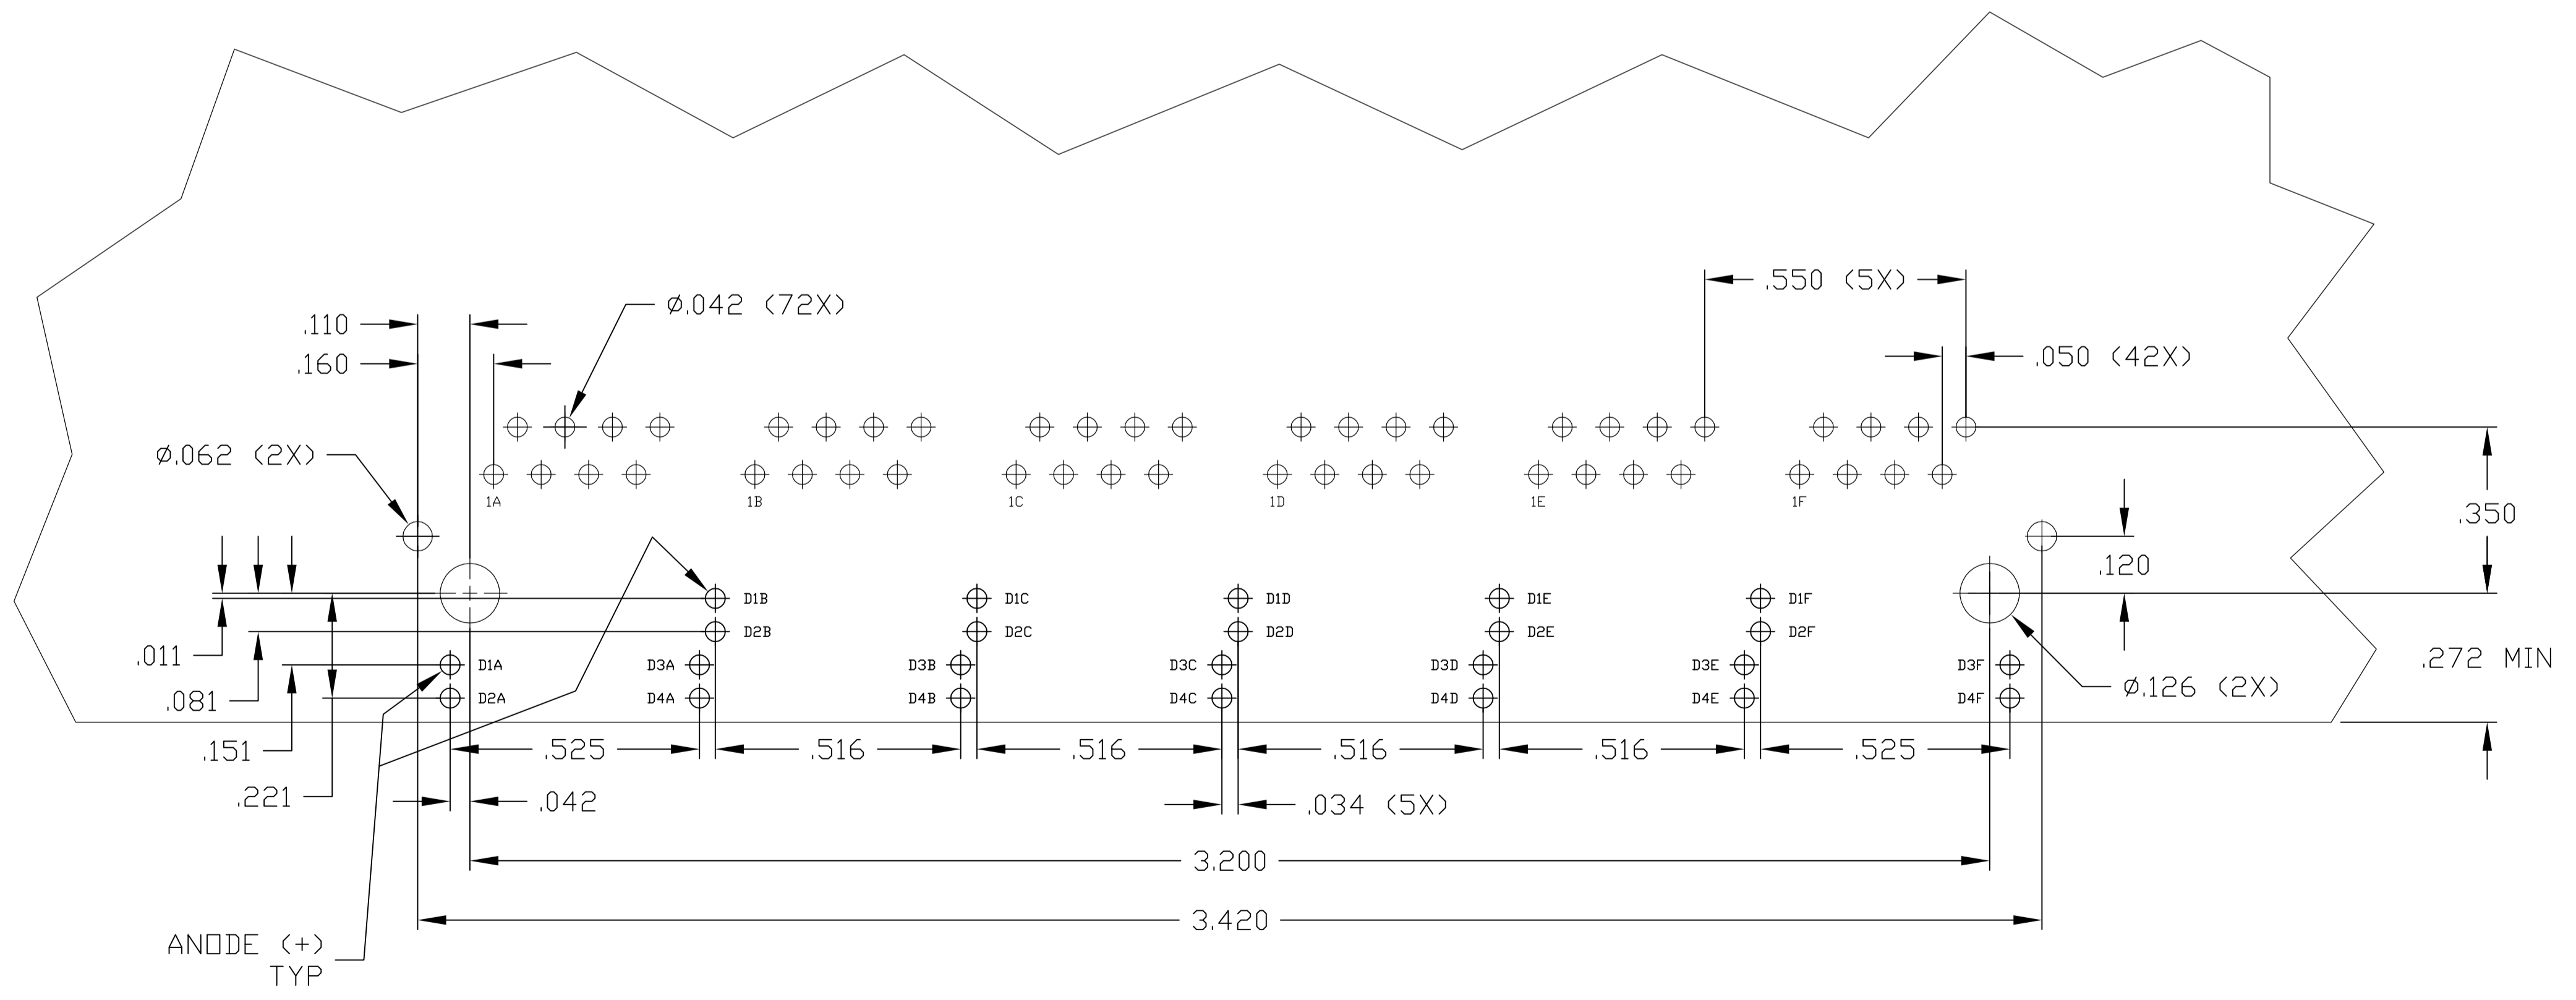 .550 (5X)
Ø.042 (72X)
.110
.160
.050 (42X)
Ø.062 (2X)
1A
1B
1C
1D
1E
1F
.350
.120
D1B
D1C
D1D
D1E
D1F
D2B
D2C
D2D
D2E
D2F
.011
D1A
D3A
D3B
D3C
D3D
D3E
D3F
.272 MIN
Ø.126 (2X)
.081
D2A
D4A
D4B
D4C
D4D
D4E
D4F
.151
.525
.516
.516
.516
.516
.525
.221
.042
.034 (5X)
3.200
3.420
ANODE (+)
TYP